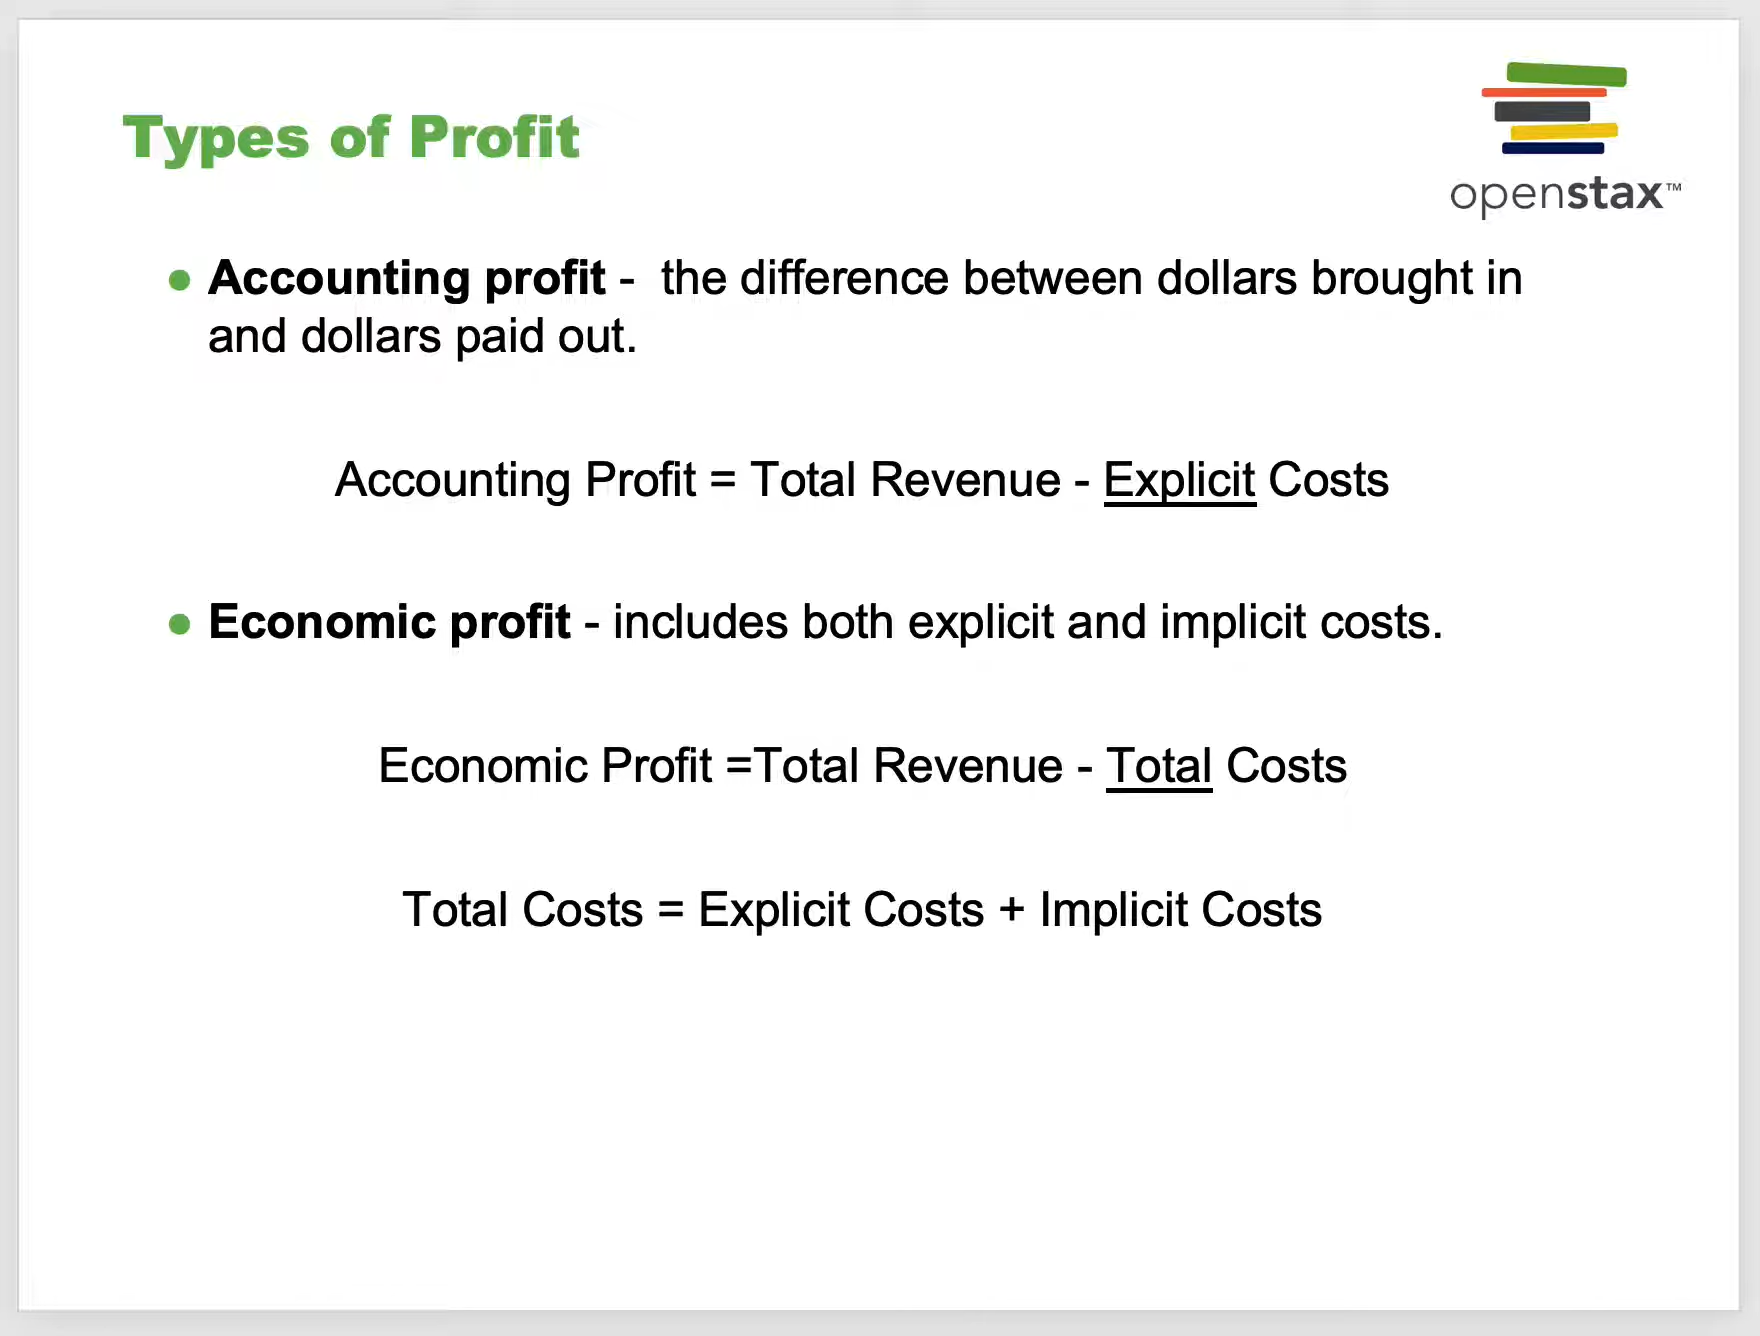 Types of Profit
openstax™
● Accounting profit -  the difference between dollars brought in
and dollars paid out.
Accounting Profit = Total Revenue - Explicit Costs
● Economic profit - includes both explicit and implicit costs.
Economic Profit =Total Revenue - Total Costs
Total Costs = Explicit Costs + Implicit Costs